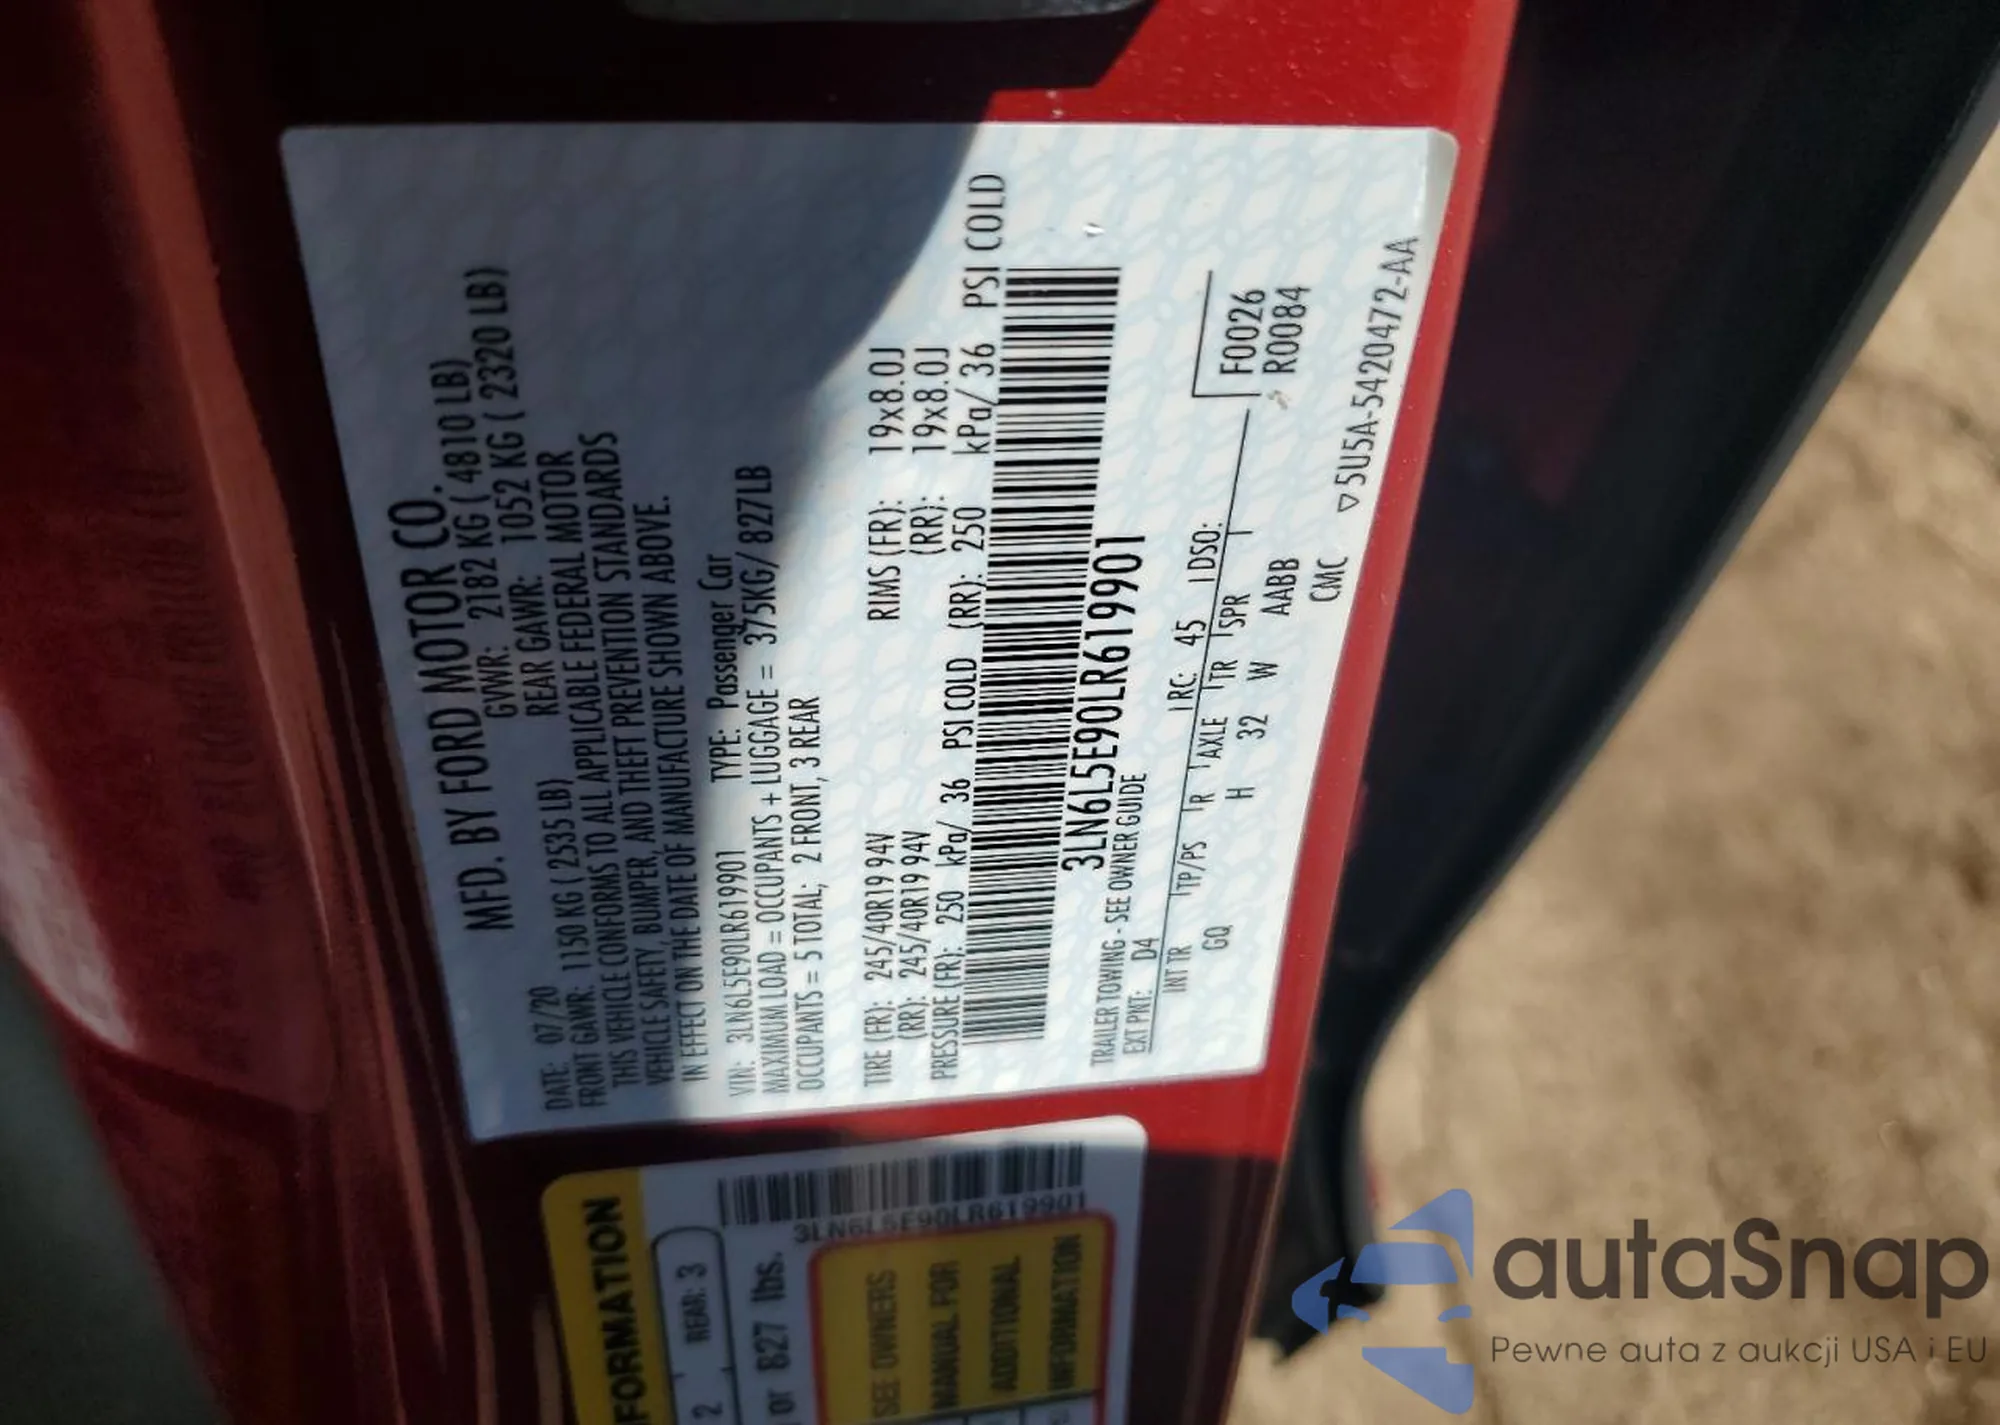 MFD. BY FORD MOTOR CO.
DATE: 07/20 GVWR: 2182 KG ( 4810 LB)
FRONT GAWR: 1150 KG ( 2535 LB) REAR GAWR: 1052 KG ( 2320 LB)
THIS VEHICLE CONFORMS TO ALL APPLICABLE FEDERAL MOTOR
VEHICLE SAFETY, BUMPER, AND THEFT PREVENTION STANDARDS
IN EFFECT ON THE DATE OF MANUFACTURE SHOWN ABOVE.
VIN: 3LN6L5E90LR619901 TYPE: Passenger Car
MAXIMUM LOAD = OCCUPANTS + LUGGAGE = 375KG/ 827LB
OCCUPANTS = 5 TOTAL; 2 FRONT, 3 REAR
TIRE (FR): 245/40R19 94V RIMS (FR): 19x8.0J
(RR): 245/40R19 94V (RR): 19x8.0J
PRESSURE (FR): 250 kPa/ 36 PSI COLD (RR): 250 kPa/ 36 PSI COLD
3LN6L5E90LR619901
TRAILER TOWING - SEE OWNER GUIDE
EXT PNT: D4 RC: 45 DSO:
INT TR TP/PS R AXLE TR SPR
GQ H 32 W AABB
F0026
R0084
CMC ▽5U5A-5420472-AA
FORMATION
2 REAR: 3
or 827 lbs.
3LN6L5E90LR619901
SEE OWNERS
MANUAL FOR
ADDITIONAL
INFORMATION
autaSnap
Pewne auta z aukcji USA i EU